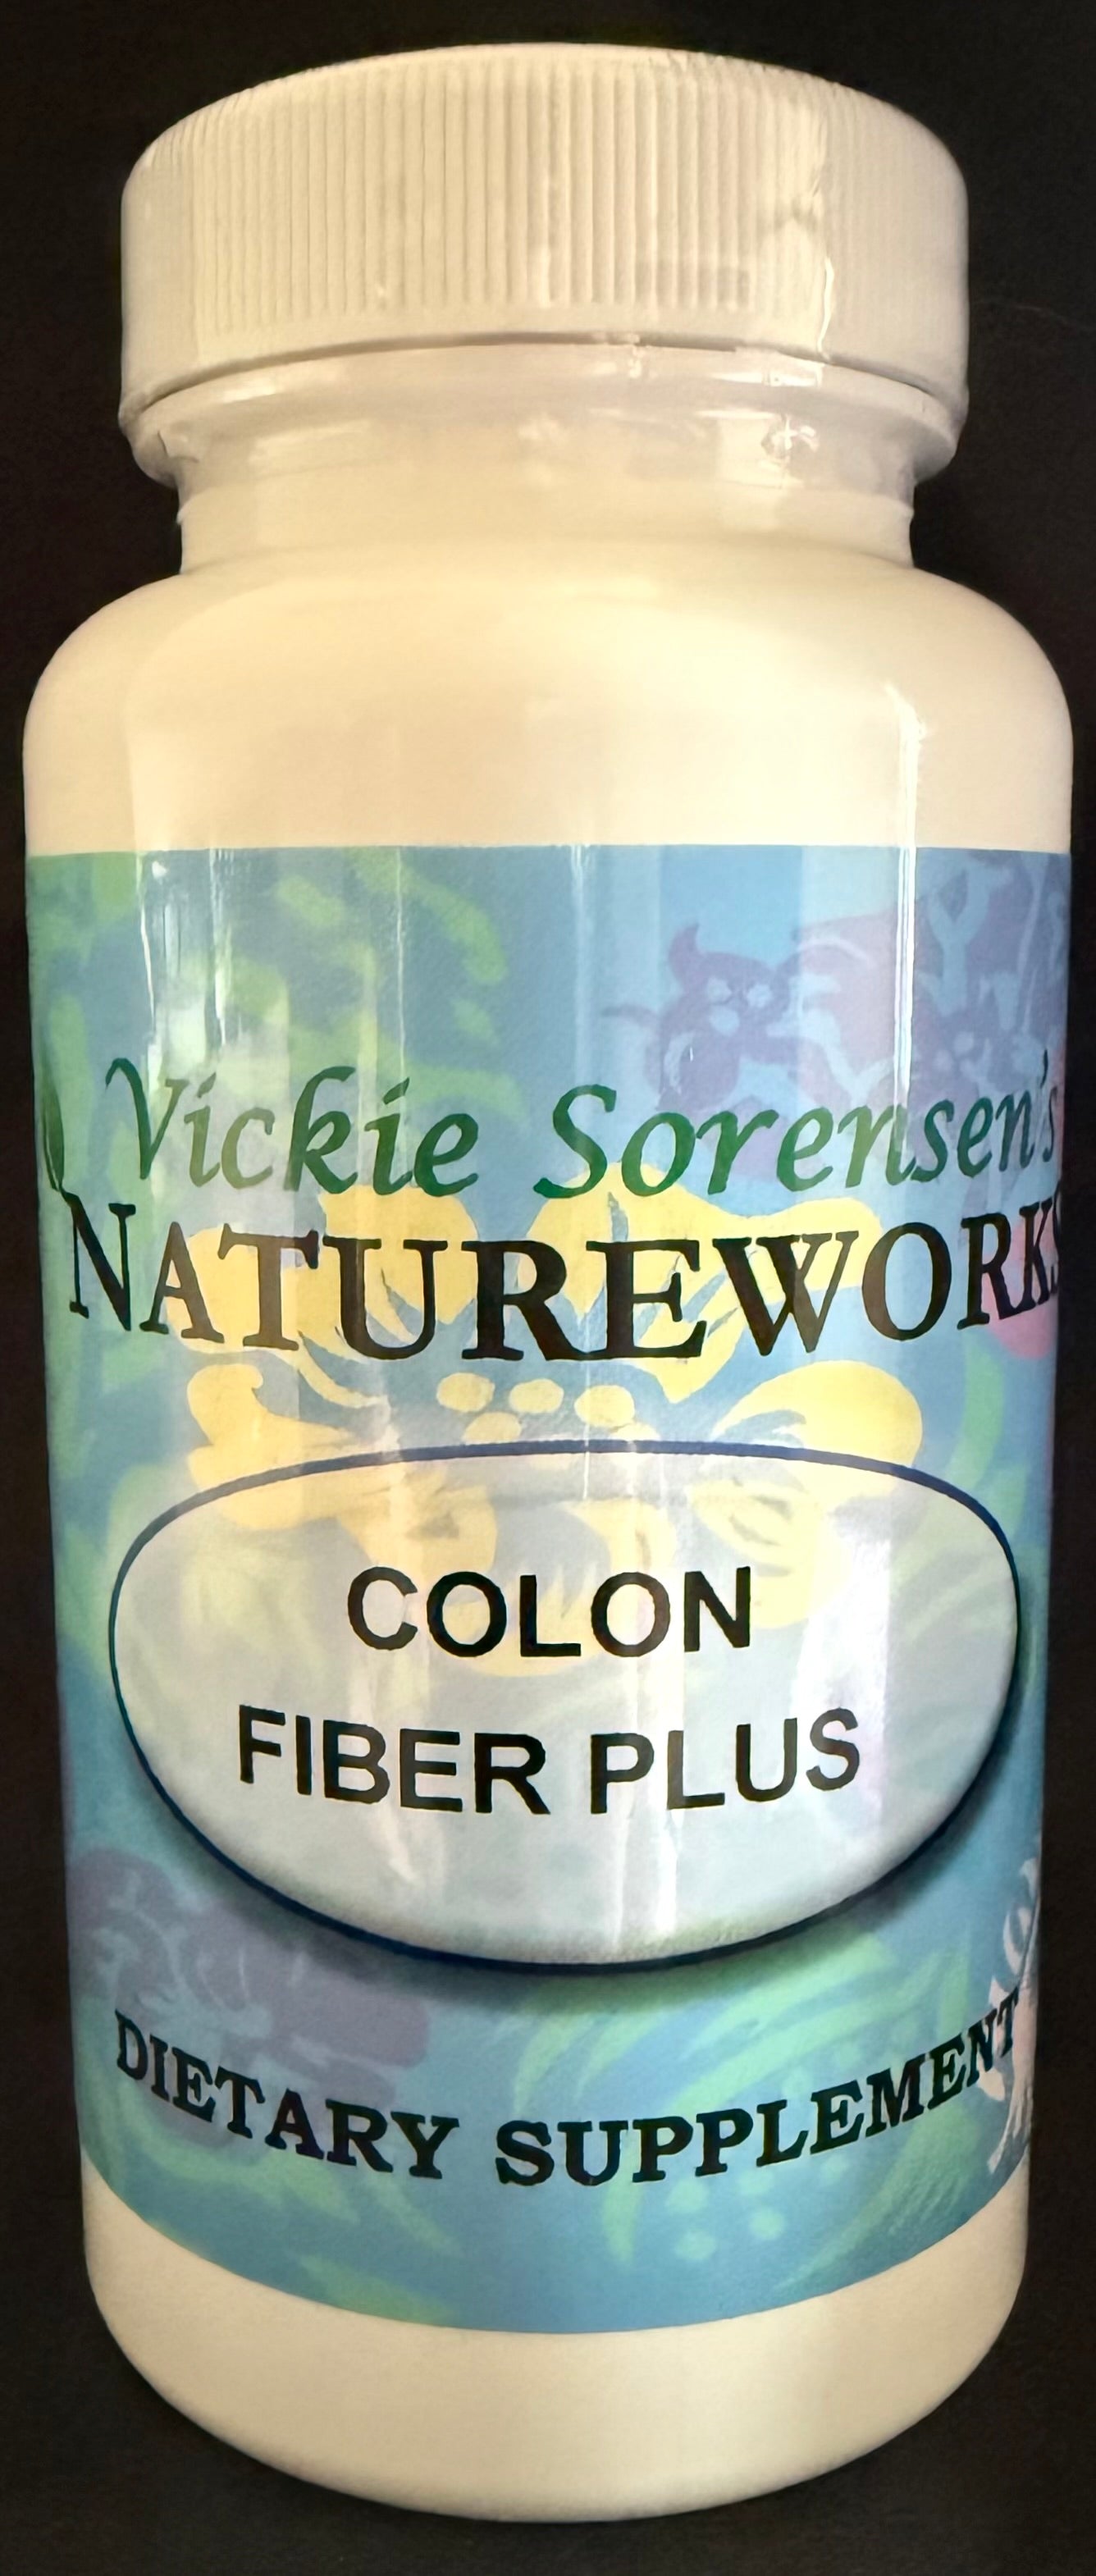 Vickie Sorensen's
NATUREWORKS
COLON
FIBER PLUS
DIETARY SUPPLEMENT